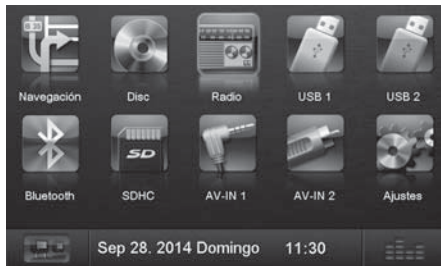 Navegación Disc Radio USB 1 USB 2
SD
Bluetooth SDHC AV-IN 1 AV-IN 2 Ajustes
Sep 28. 2014 Domingo 11:30